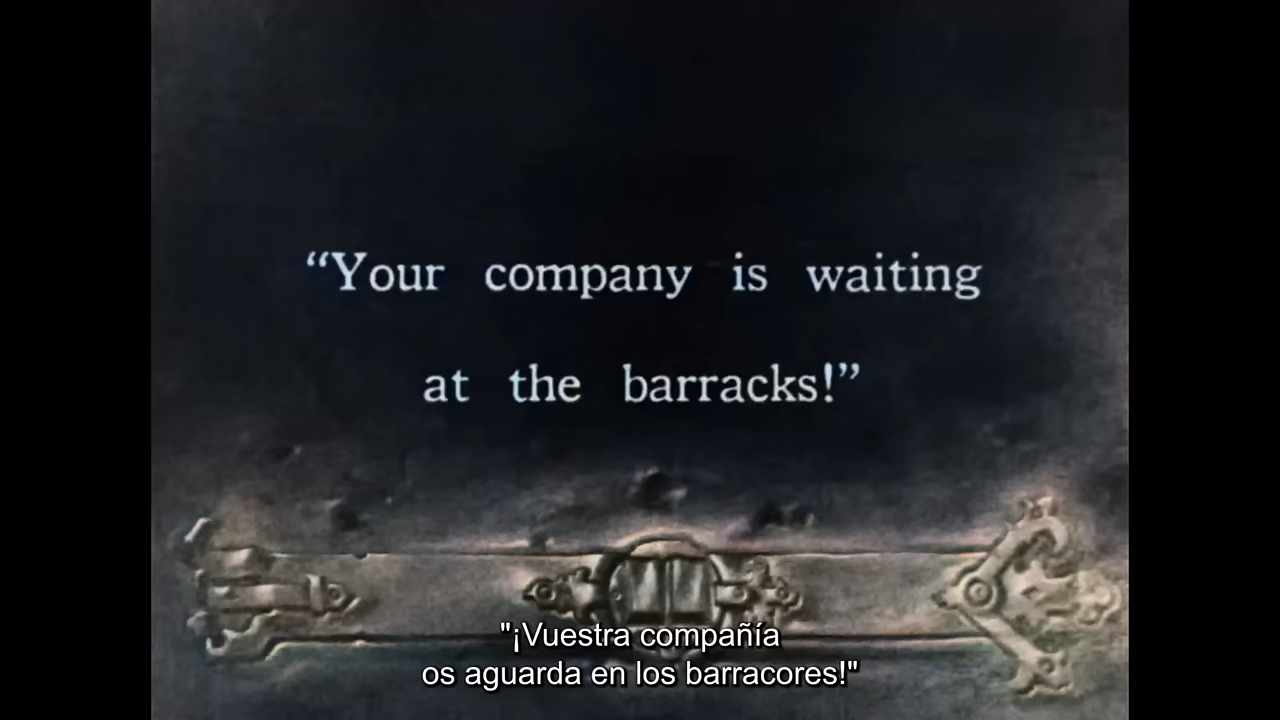 “Your company is waiting
at the barracks!”
"¡Vuestra compañía
os aguarda en los barracores!"